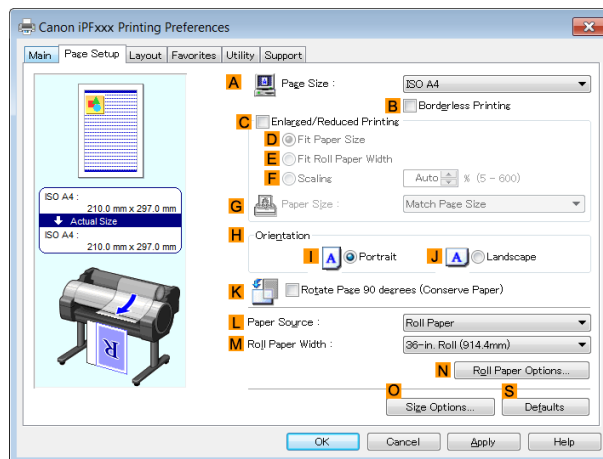 Canon iPFxxx Printing Preferences
Main Page Setup Layout Favorites Utility Support
A Page Size : ISO A4
B Borderless Printing
C Enlarged/Reduced Printing
D Fit Paper Size
E Fit Roll Paper Width
F Scaling Auto % (5 - 600)
G Paper Size : Match Page Size
ISO A4 :
210.0 mm x 297.0 mm
Actual Size
ISO A4 :
210.0 mm x 297.0 mm
H Orientation
I A Portrait J A Landscape
K Rotate Page 90 degrees (Conserve Paper)
R
L Paper Source : Roll Paper
M Roll Paper Width : 36-in. Roll (914.4mm)
N Roll Paper Options...
O S
Size Options... Defaults
OK Cancel Apply Help